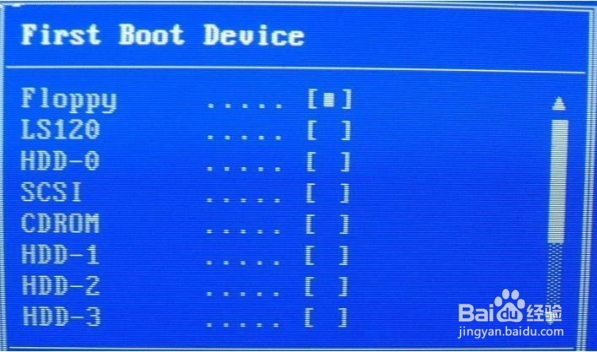 First Boot Device
Floppy ..... [■]
LS120 ..... [ ]
HDD-0 ..... [ ]
SCSI ..... [ ]
CDROM ..... [ ]
HDD-1 ..... [ ]
HDD-2 ..... [ ]
HDD-3 ..... [ ]
Bai du 经验
jingyan.baidu.com